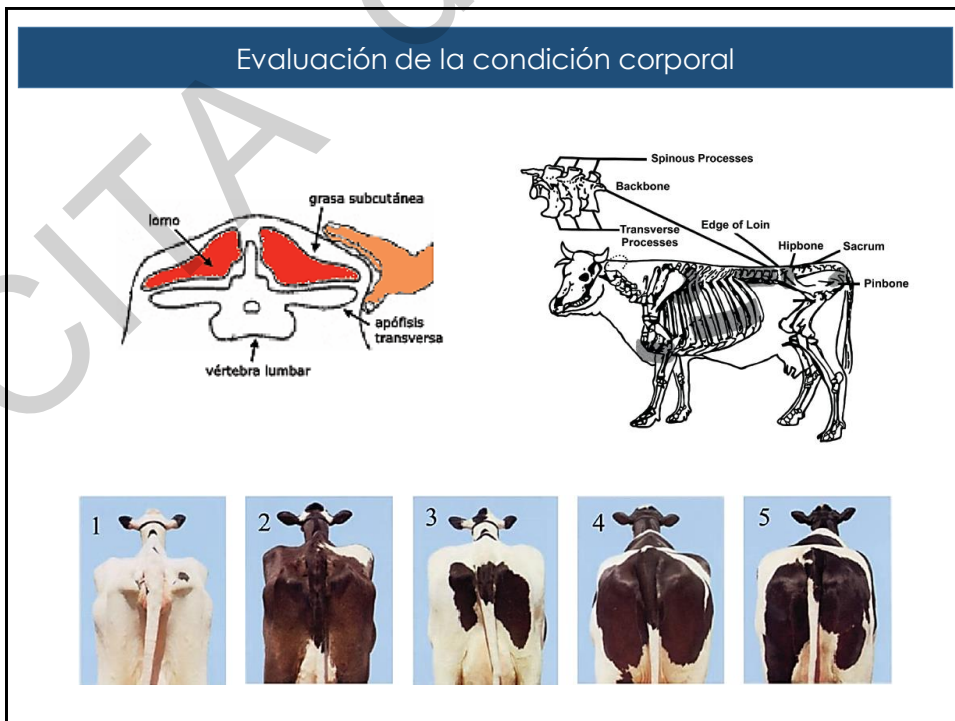 Evaluación de la condición corporal
CITA
grasa subcutánea
lomo
apófisis
transversa
vértebra lumbar
Spinous Processes
Backbone
Transverse
Processes
Edge of Loin
Hipbone
Sacrum
Pinbone
1
2
3
4
5